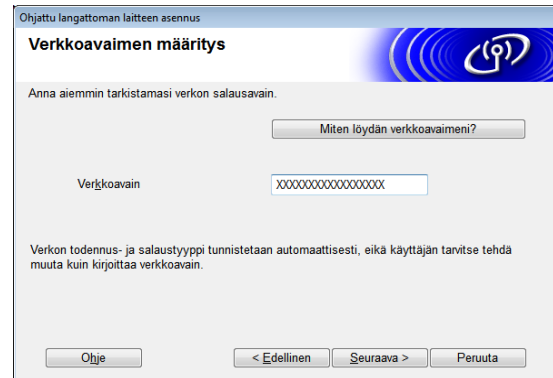 Ohjattu langattoman laitteen asennus
Verkkoavaimen määritys
Anna aiemmin tarkistamasi verkon salausavain.
Miten löydän verkkoavaimeni?
Verkkoavain XXXXXXXXXXXXXXXXX
Verkon todennus- ja salaustyyppi tunnistetaan automaattisesti, eikä käyttäjän tarvitse tehdä
muuta kuin kirjoittaa verkkoavain.
Ohje < Edellinen Seuraava > Peruuta